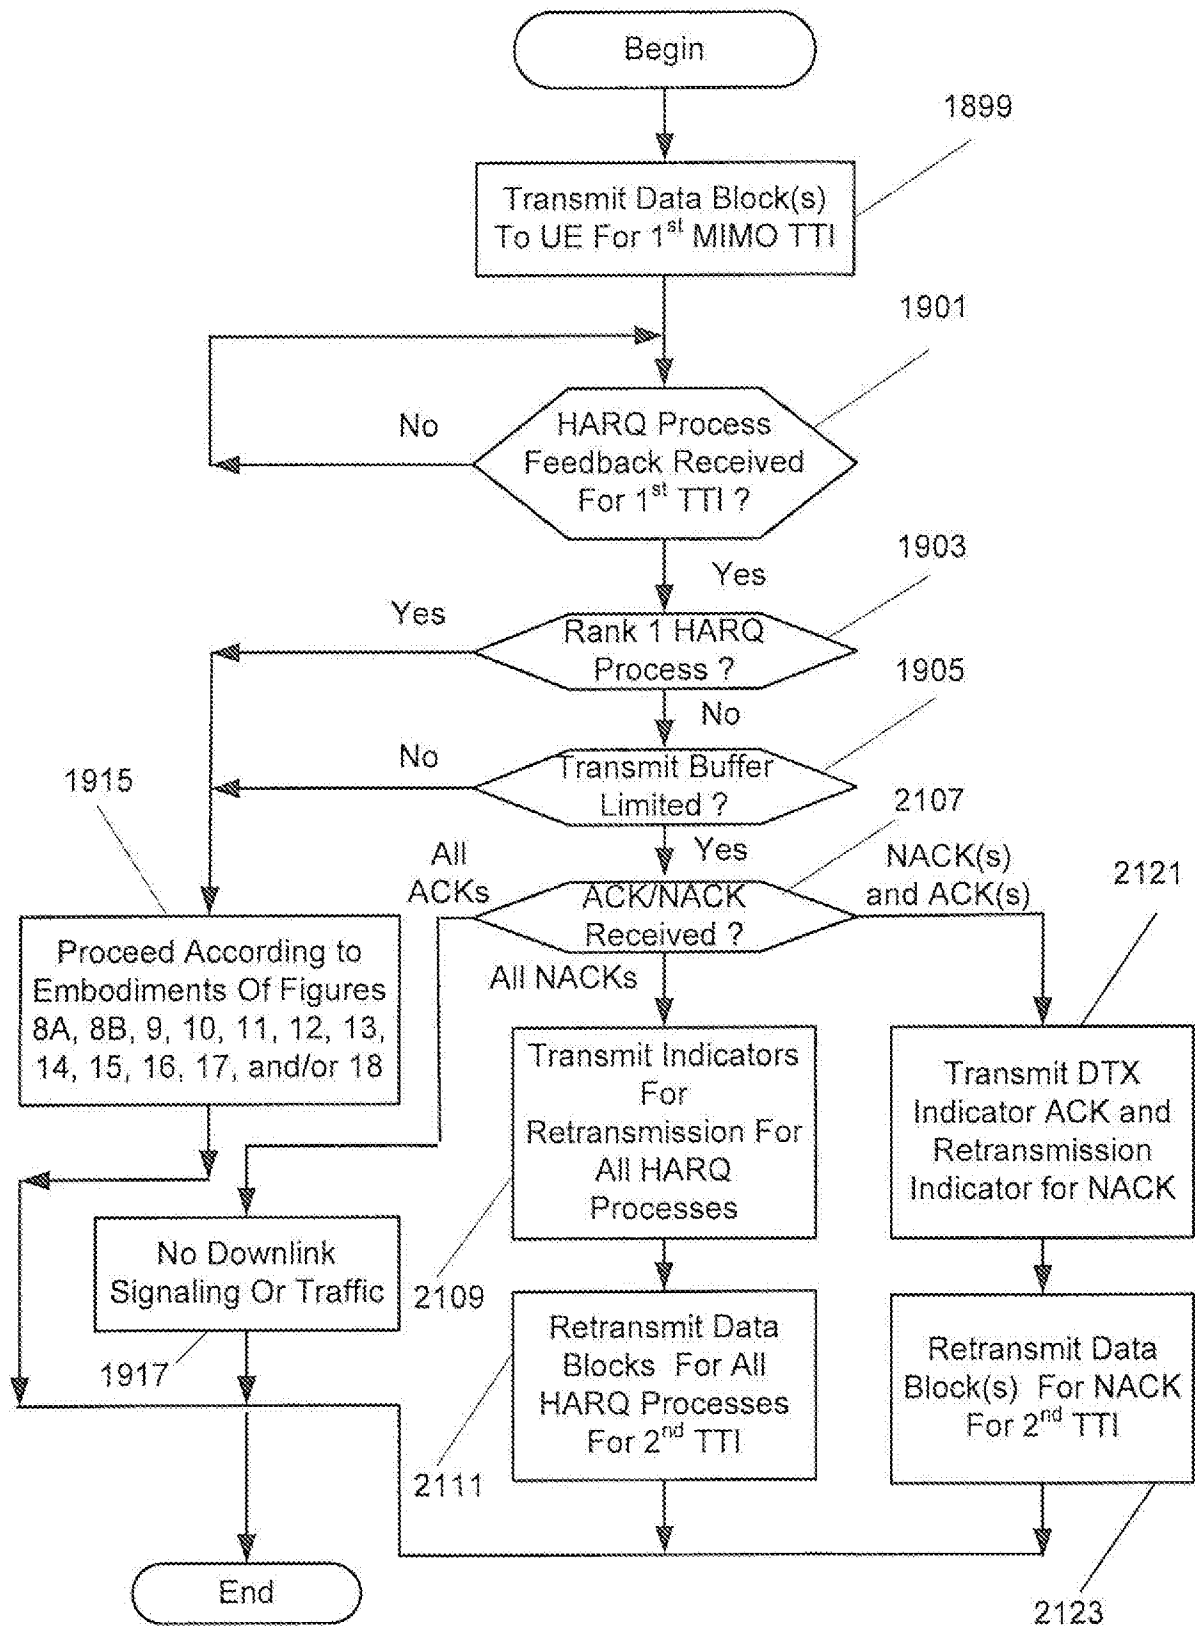 Begin
1899
Transmit Data Block(s)
To UE For 1st MIMO TTI
1901
No
HARQ Process
Feedback Received
For 1st TTI ?
1903
Yes
Yes
Rank 1 HARQ
Process ?
1905
No
No
Transmit Buffer
Limited ?
1915
2107
Yes
All
ACKs
NACK(s)
and ACK(s)
2121
ACK/NACK
Received ?
All NACKs
Proceed According to
Embodiments Of Figures
8A, 8B, 9, 10, 11, 12, 13,
14, 15, 16, 17, and/or 18
Transmit Indicators
For
Retransmission For
All HARQ
Processes
Transmit DTX
Indicator ACK and
Retransmission
Indicator for NACK
No Downlink
Signaling Or Traffic
2109
1917
Retransmit Data
Blocks For All
HARQ Processes
For 2nd TTI
Retransmit Data
Block(s) For NACK
For 2nd TTI
2111
End
2123